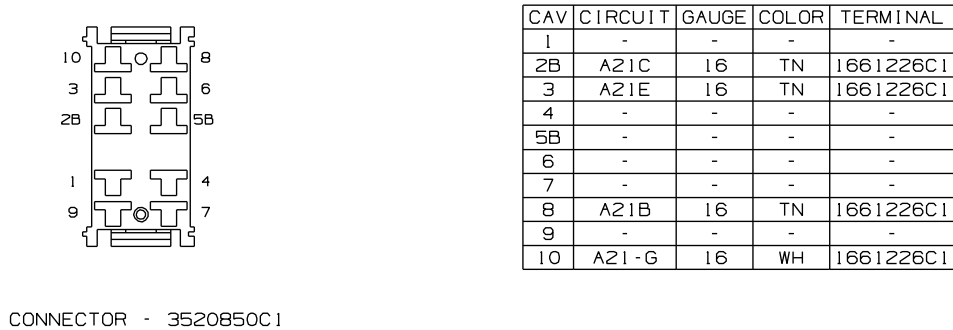 10 8
3 6
2B 5B
1 4
9 7
CONNECTOR - 3520850C1
CAV CIRCUIT GAUGE COLOR TERMINAL
1 - - - -
2B A21C 16 TN 1661226C1
3 A21E 16 TN 1661226C1
4 - - - -
5B - - - -
6 - - - -
7 - - - -
8 A21B 16 TN 1661226C1
9 - - - -
10 A21-G 16 WH 1661226C1